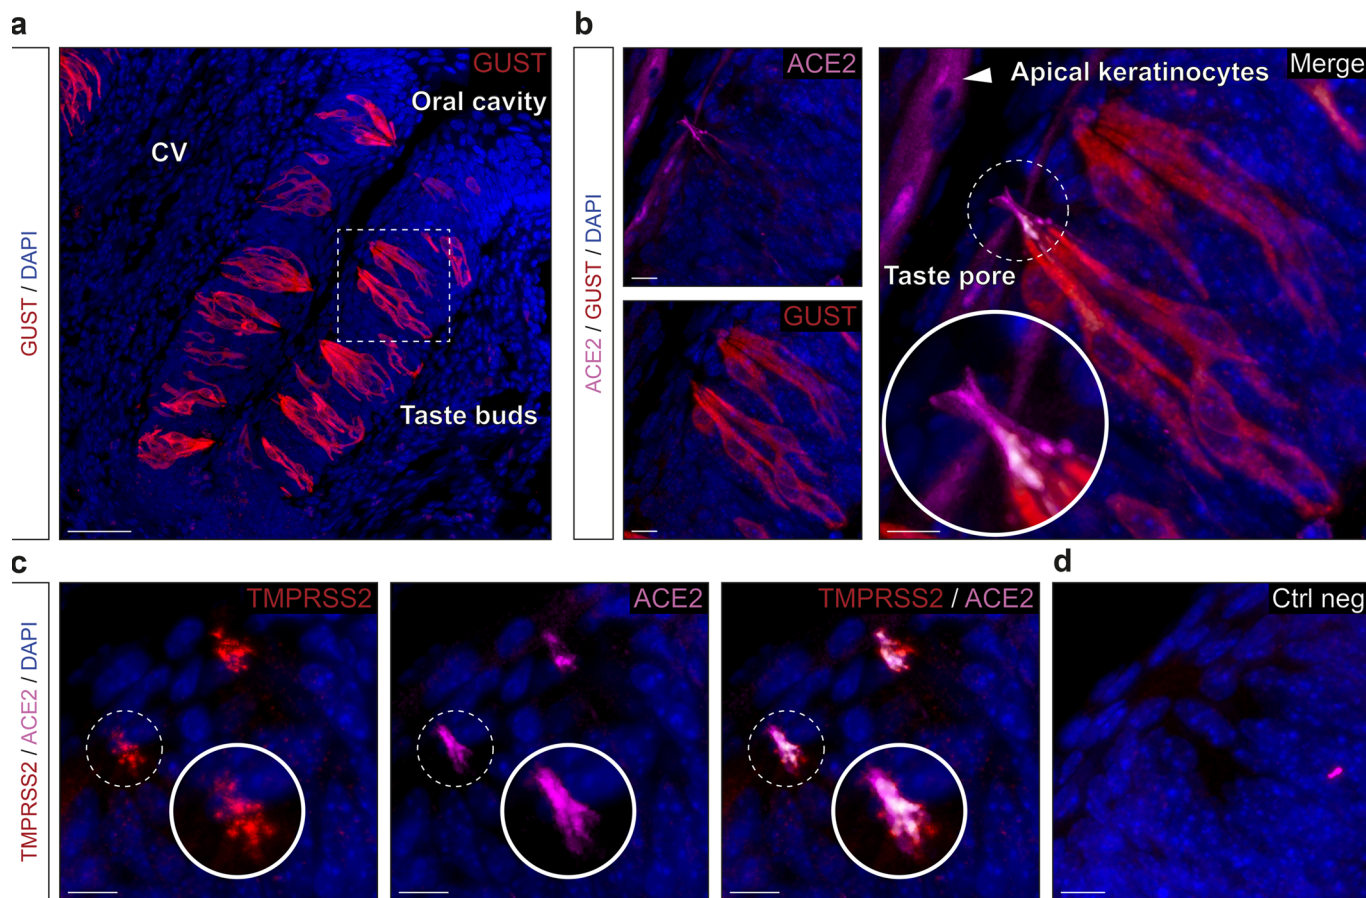 a
GUST / DAPI
GUST
Oral cavity
CV
Taste buds
b
ACE2 / GUST / DAPI
ACE2
GUST
Merge
Apical keratinocytes
Taste pore
c
TMPRSS2 / ACE2 / DAPI
TMPRSS2
ACE2
TMPRSS2 / ACE2
d
Ctrl neg